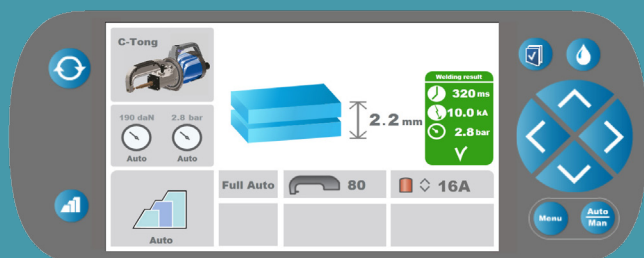 C-Tong
190 daN 2.8 bar
Auto Auto
Auto
2.2 mm
Welding result
320 ms
10.0 kA
2.8 bar
Full Auto 80 16A
Menu
Auto
Man